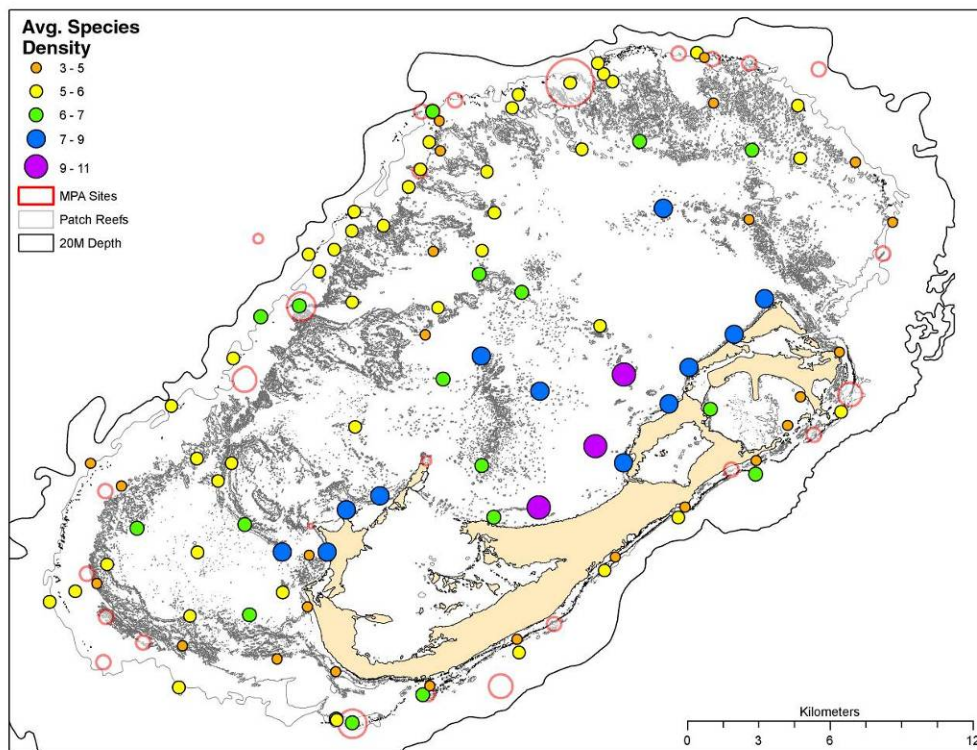 Avg. Species
Density
3 - 5
5 - 6
6 - 7
7 - 9
9 - 11
MPA Sites
Patch Reefs
20M Depth
Kilometers
0 3 6 12